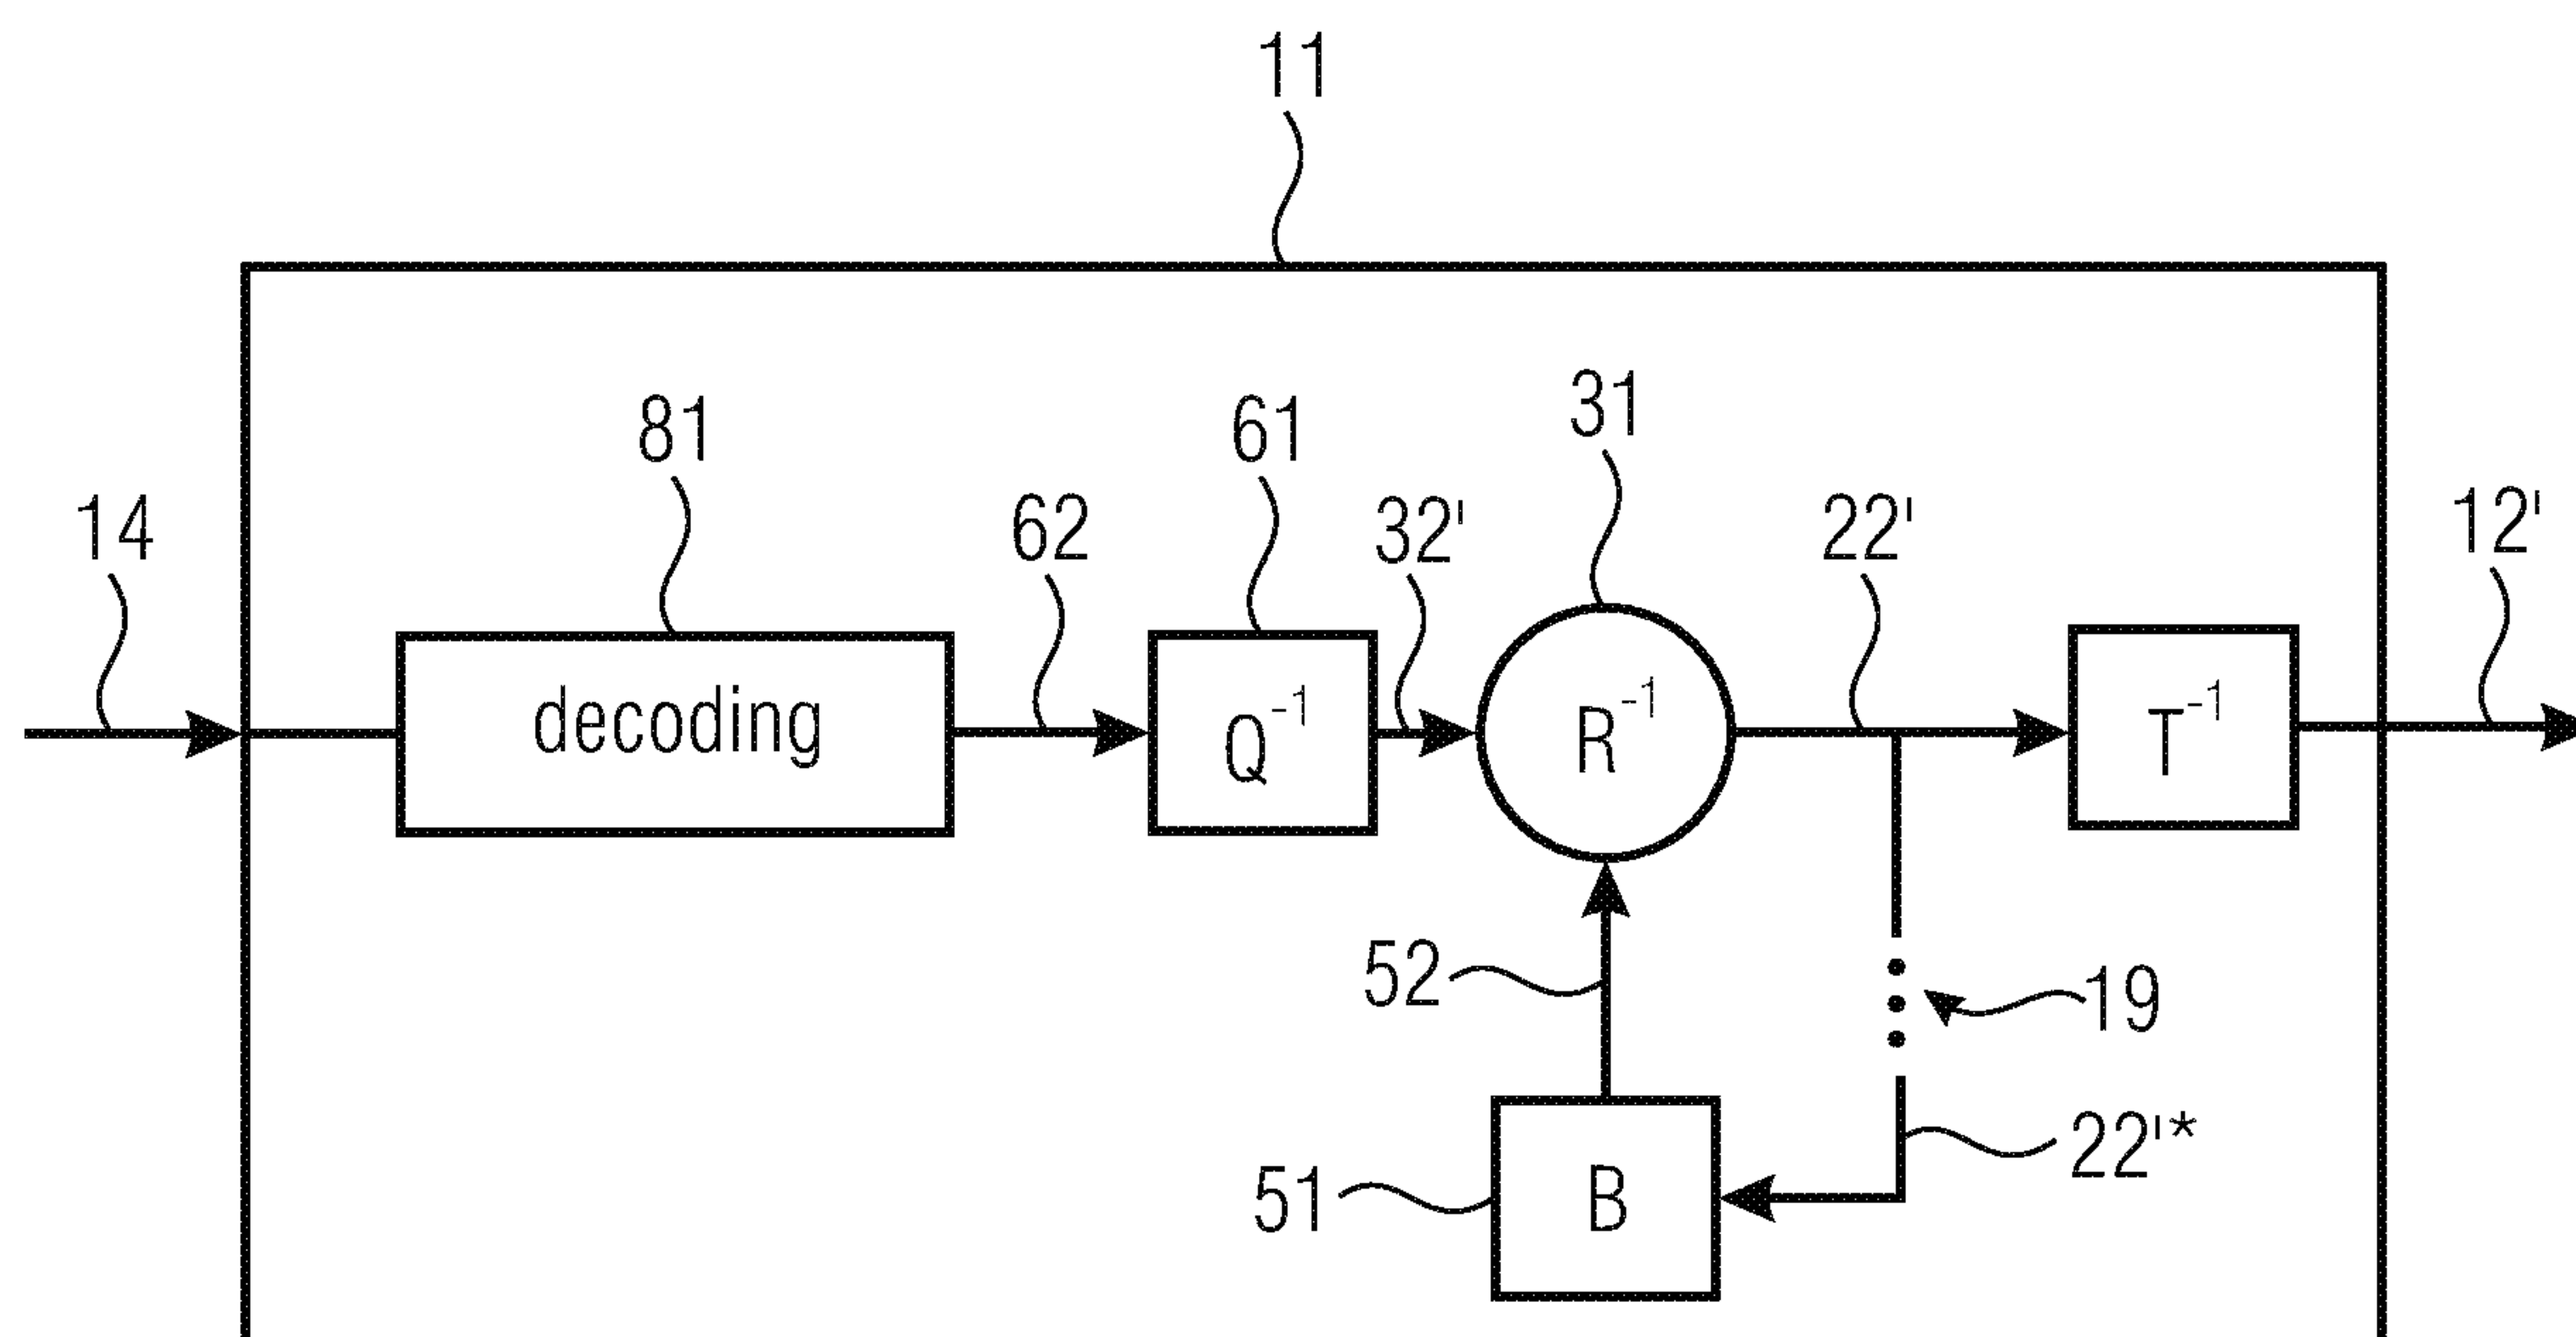 11
81
61
31
14
62
32'
22'
12'
decoding
Q⁻¹
R⁻¹
T⁻¹
52
19
51
B
22'*